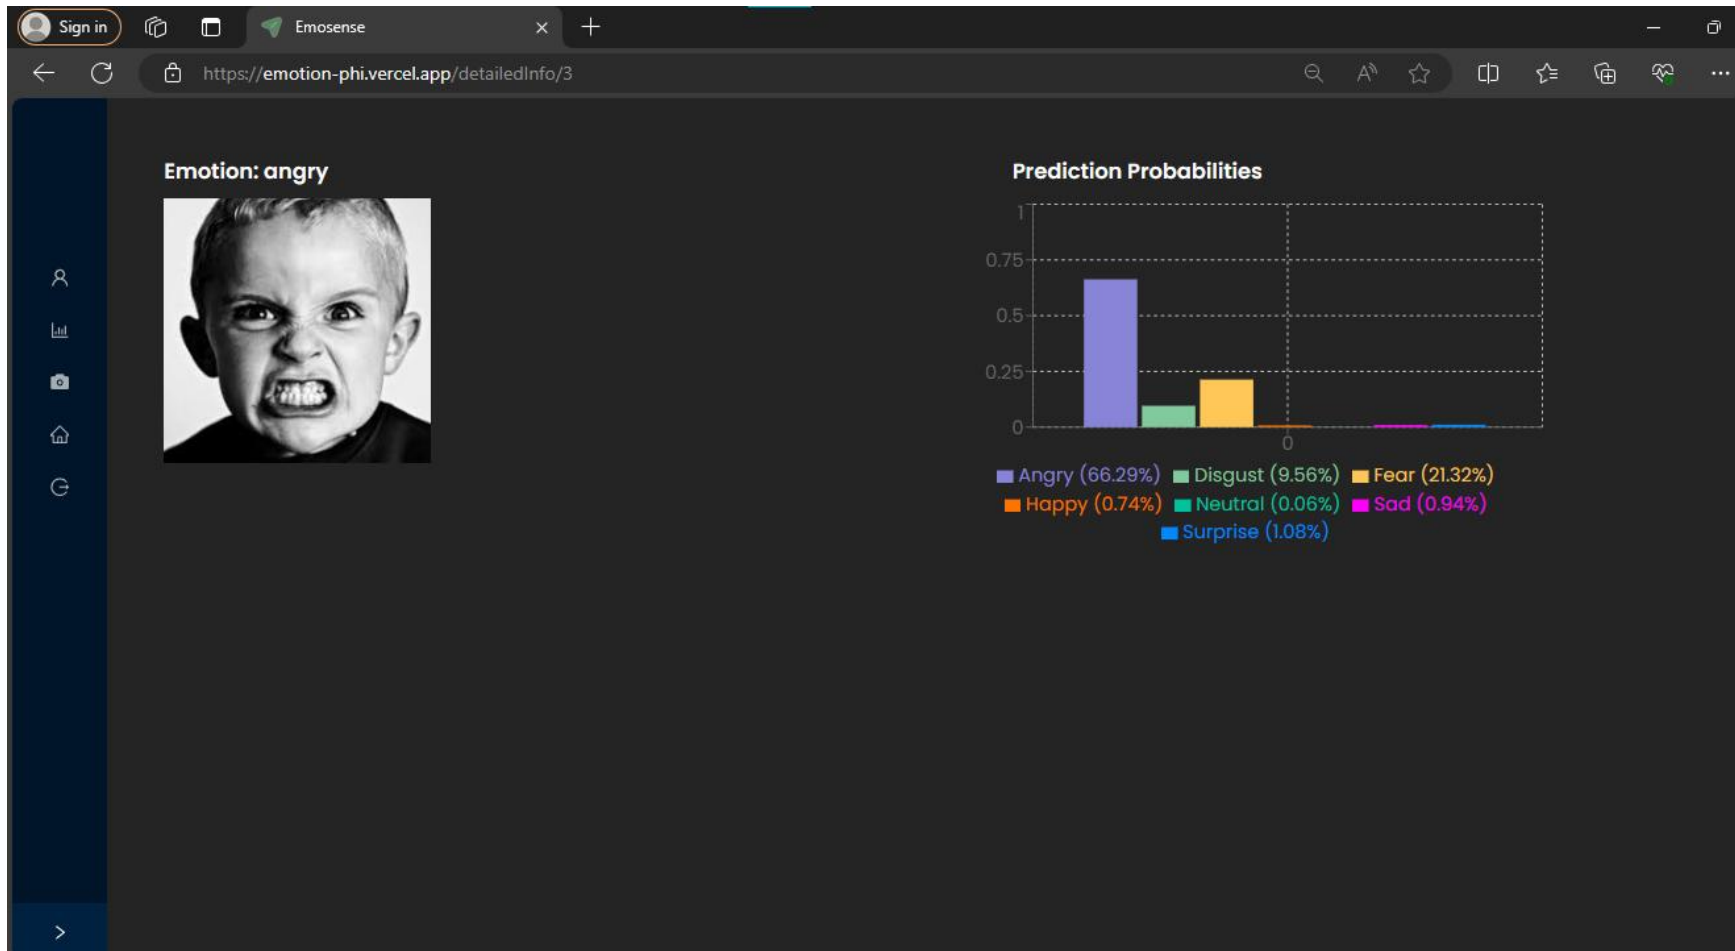 Sign in
Emosense
https://emotion-phi.vercel.app/detailedInfo/3
Emotion: angry
Prediction Probabilities
1
0.75
0.5
0.25
0
0
Angry (66.29%) Disgust (9.56%) Fear (21.32%)
Happy (0.74%) Neutral (0.06%) Sad (0.94%)
Surprise (1.08%)